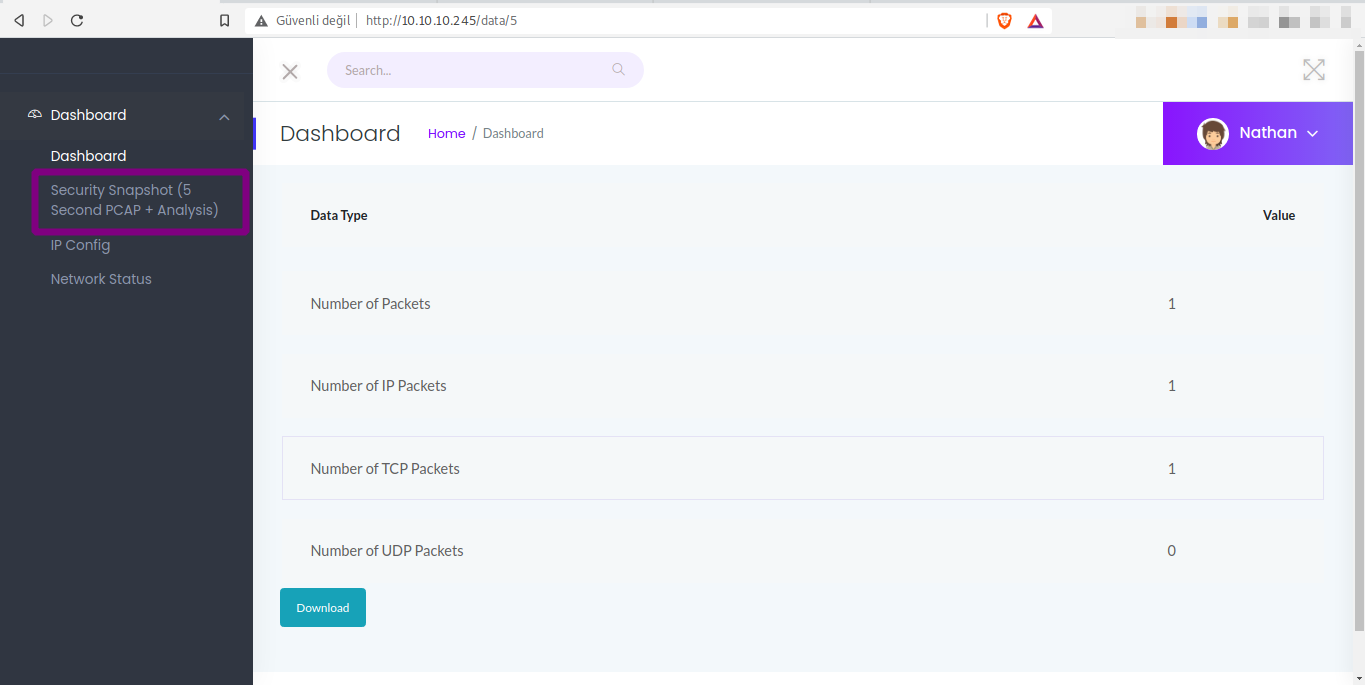 Güvenli değil
http://10.10.10.245/data/5
Dashboard
Dashboard
Security Snapshot (5
Second PCAP + Analysis)
IP Config
Network Status
Search...
Dashboard
Home / Dashboard
Nathan
Data Type Value
Number of Packets 1
Number of IP Packets 1
Number of TCP Packets 1
Number of UDP Packets 0
Download